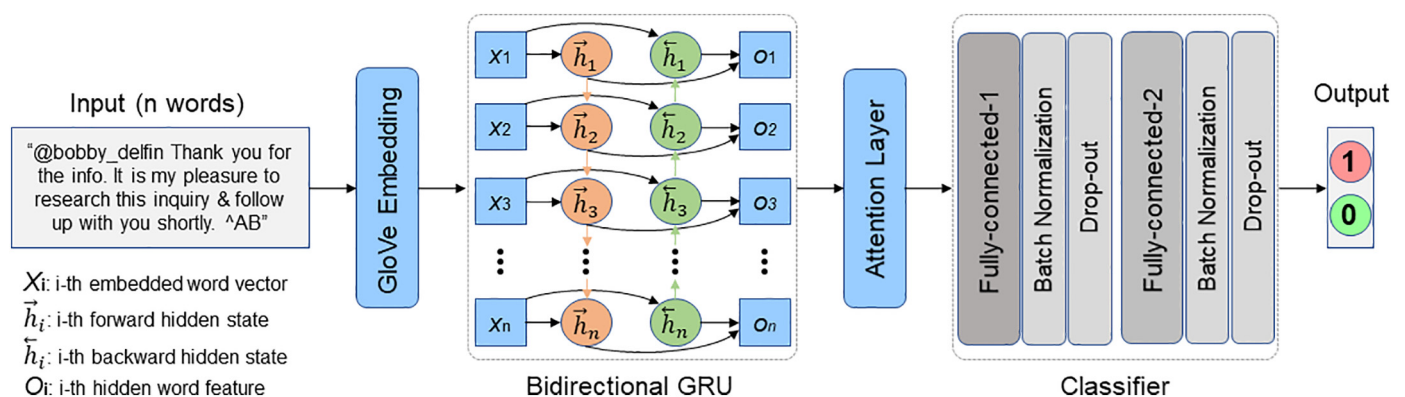 Input (n words)
“@bobby_delfin Thank you for
the info. It is my pleasure to
research this inquiry & follow
up with you shortly. ^AB”
Xi: i-th embedded word vector
h⃗i: i-th forward hidden state
h⃖i: i-th backward hidden state
Oi: i-th hidden word feature
GloVe Embedding
x1 h⃗1 h⃖1 o1
x2 h⃗2 h⃖2 o2
x3 h⃗3 h⃖3 o3
xn h⃗n h⃖n on
Bidirectional GRU
Attention Layer
Fully-connected-1
Batch Normalization
Drop-out
Fully-connected-2
Batch Normalization
Drop-out
Classifier
Output
1
0